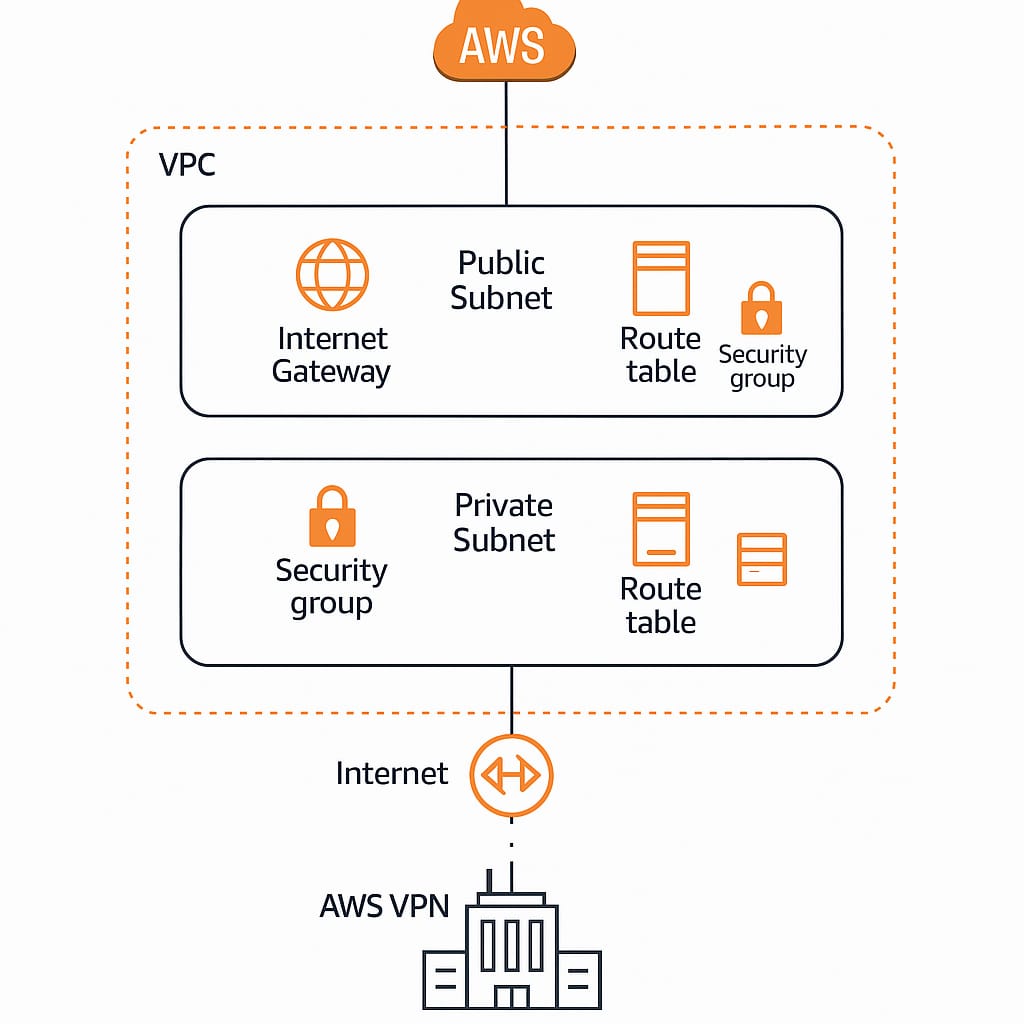 AWS
VPC
Public
Subnet
Internet
Gateway
Route
table
Security
group
Private
Subnet
Security
group
Route
table
Internet
AWS VPN